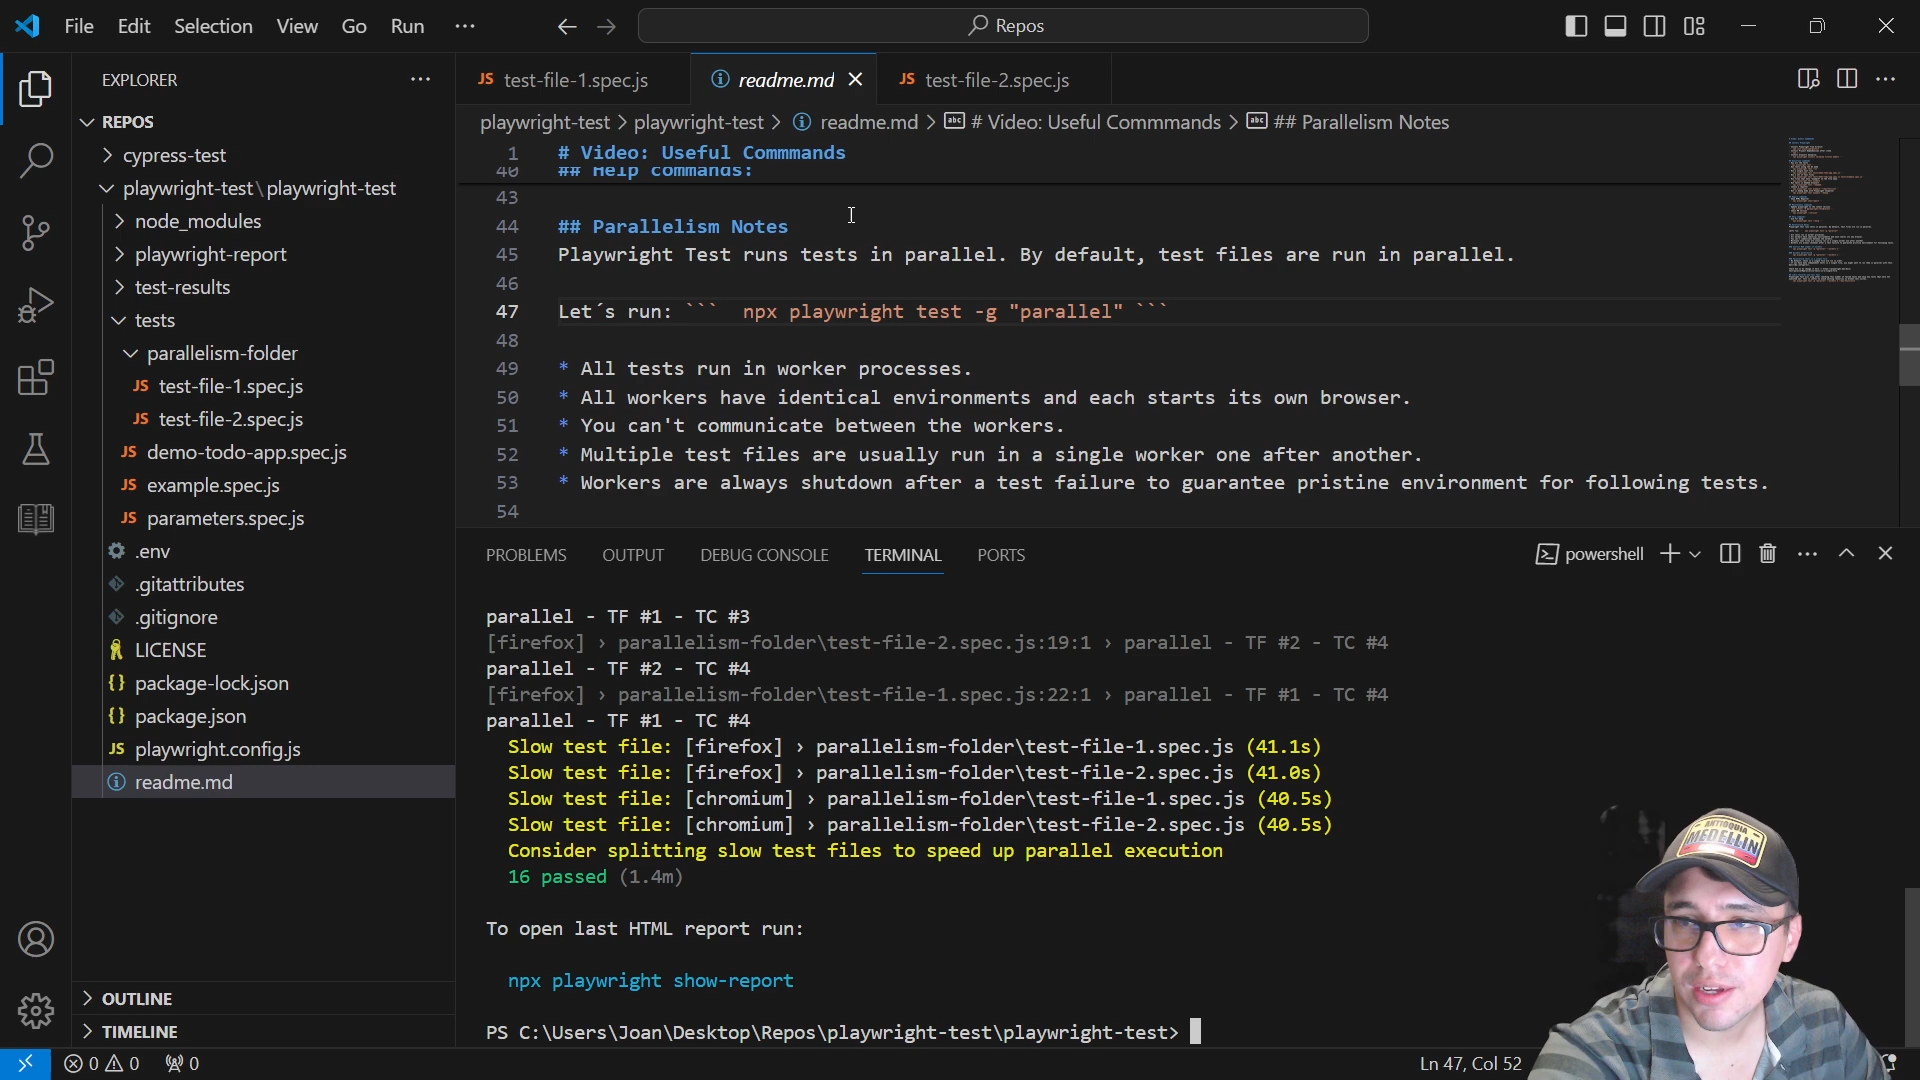 File Edit Selection View Go Run ···
Repos
EXPLORER
REPOS
cypress-test
playwright-test\playwright-test
node_modules
playwright-report
test-results
tests
parallelism-folder
JS test-file-1.spec.js
JS test-file-2.spec.js
JS demo-todo-app.spec.js
JS example.spec.js
JS parameters.spec.js
.env
.gitattributes
.gitignore
LICENSE
{} package-lock.json
{} package.json
JS playwright.config.js
readme.md
OUTLINE
TIMELINE
JS test-file-1.spec.js
readme.md
JS test-file-2.spec.js
playwright-test > playwright-test > readme.md > # Video: Useful Commmands > ## Parallelism Notes
1 # Video: Useful Commmands
40 ## Help commands:
43
44 ## Parallelism Notes
45 Playwright Test runs tests in parallel. By default, test files are run in parallel.
46
47 Let´s run: ```  npx playwright test -g "parallel" ```
48
49 * All tests run in worker processes.
50 * All workers have identical environments and each starts its own browser.
51 * You can't communicate between the workers.
52 * Multiple test files are usually run in a single worker one after another.
53 * Workers are always shutdown after a test failure to guarantee pristine environment for following tests.
54
PROBLEMS OUTPUT DEBUG CONSOLE TERMINAL PORTS
powershell
parallel - TF #1 - TC #3
[firefox] › parallelism-folder\test-file-2.spec.js:19:1 › parallel - TF #2 - TC #4
parallel - TF #2 - TC #4
[firefox] › parallelism-folder\test-file-1.spec.js:22:1 › parallel - TF #1 - TC #4
parallel - TF #1 - TC #4
Slow test file: [firefox] › parallelism-folder\test-file-1.spec.js (41.1s)
Slow test file: [firefox] › parallelism-folder\test-file-2.spec.js (41.0s)
Slow test file: [chromium] › parallelism-folder\test-file-1.spec.js (40.5s)
Slow test file: [chromium] › parallelism-folder\test-file-2.spec.js (40.5s)
Consider splitting slow test files to speed up parallel execution
16 passed (1.4m)
To open last HTML report run:
npx playwright show-report
PS C:\Users\Joan\Desktop\Repos\playwright-test\playwright-test>
ANTIOQUIA
MEDELLIN
0 0 0
Ln 47, Col 52